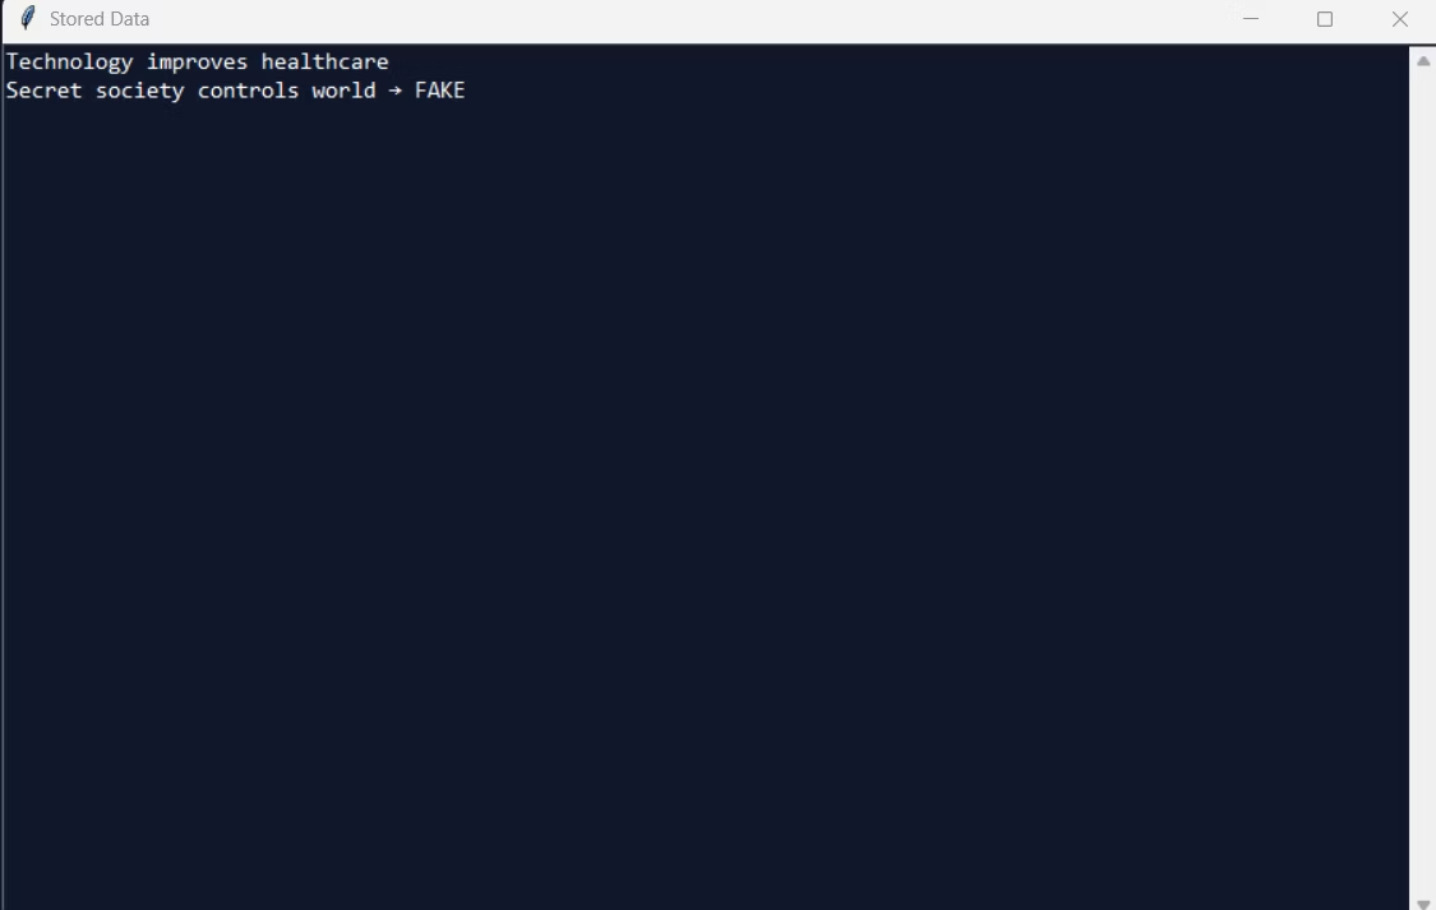 Stored Data
Technology improves healthcare
Secret society controls world → FAKE